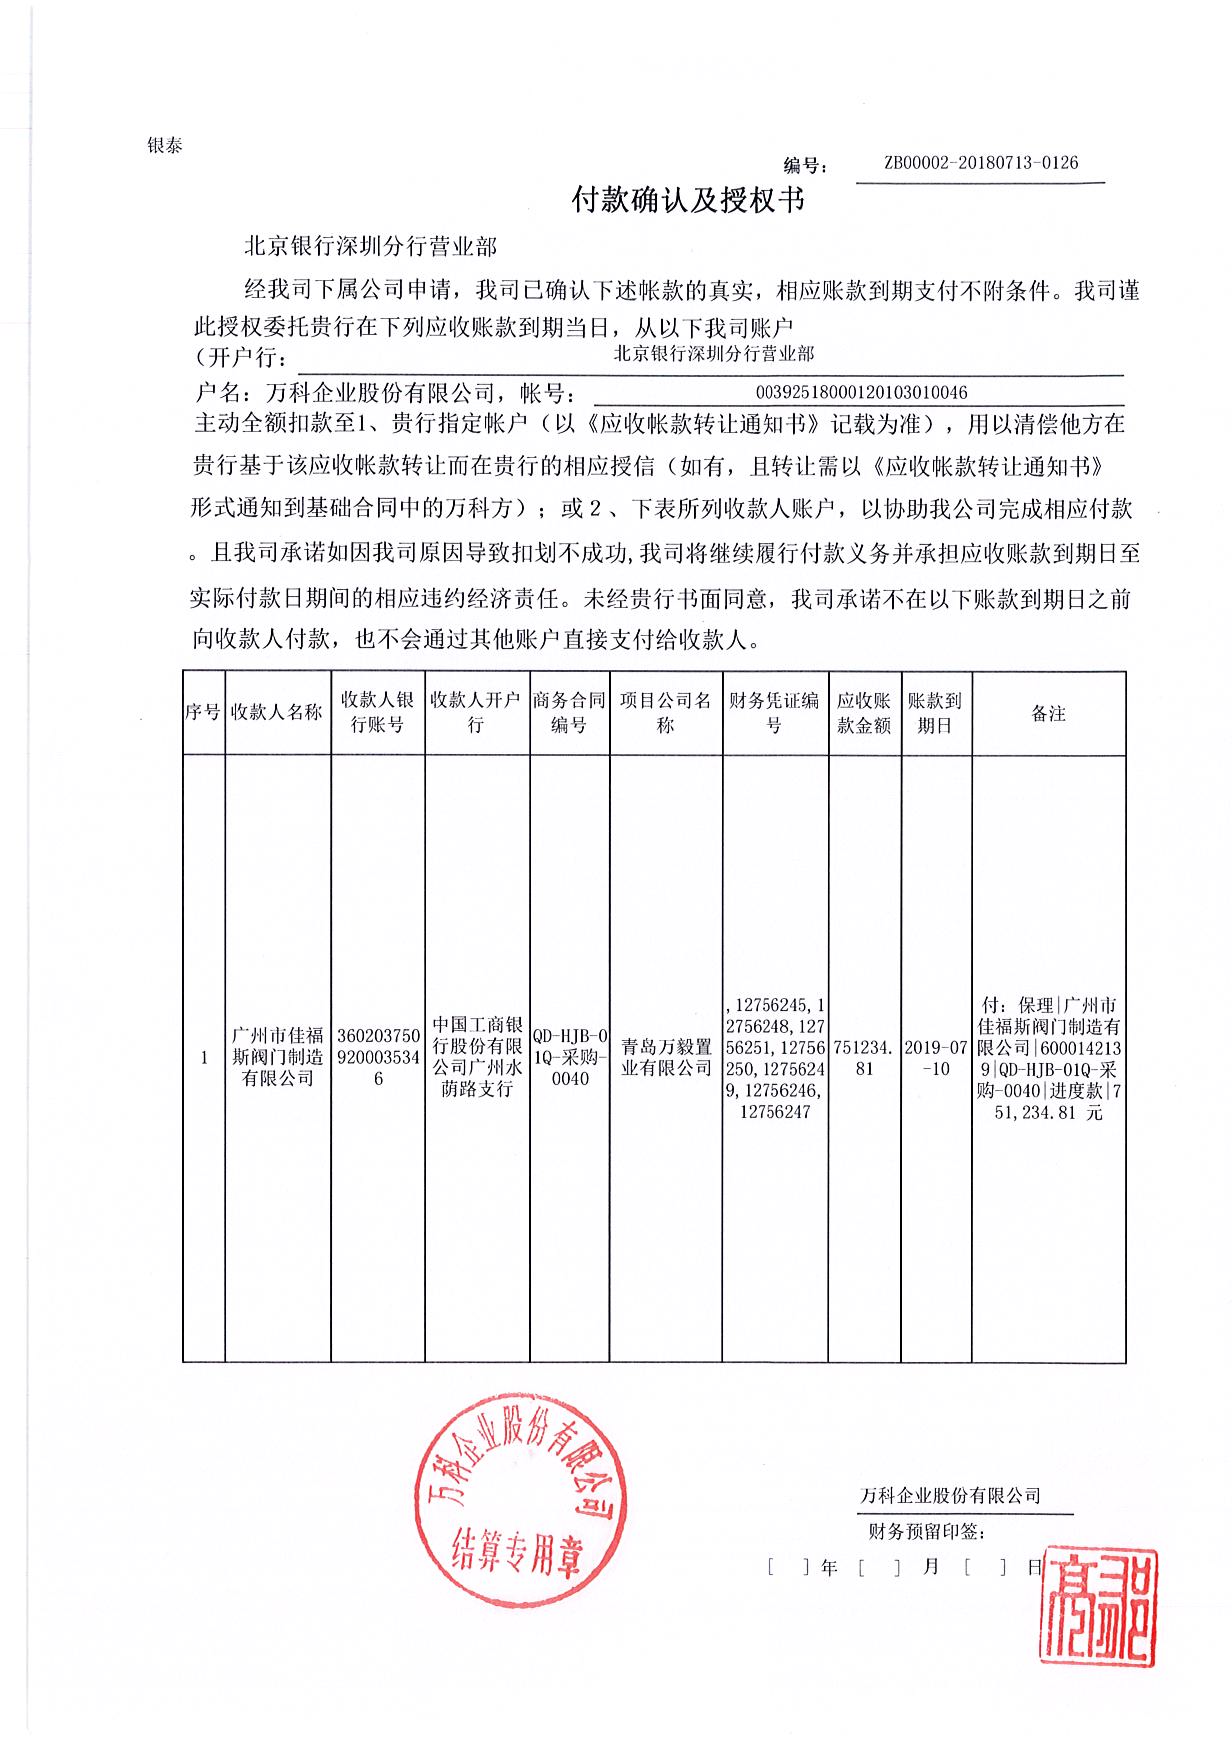 银泰
编号： ZB00002-20180713-0126
付款确认及授权书
北京银行深圳分行营业部
经我司下属公司申请，我司已确认下述帐款的真实，相应账款到期支付不附条件。我司谨
此授权委托贵行在下列应收账款到期当日，从以下我司账户
（开户行： 北京银行深圳分行营业部
户名：万科企业股份有限公司，帐号： 00392518000120103010046
主动全额扣款至1、贵行指定帐户（以《应收帐款转让通知书》记载为准），用以清偿他方在
贵行基于该应收帐款转让而在贵行的相应授信（如有，且转让需以《应收帐款转让通知书》
形式通知到基础合同中的万科方）；或 2 、下表所列收款人账户，以协助我公司完成相应付款
。且我司承诺如因我司原因导致扣划不成功,我司将继续履行付款义务并承担应收账款到期日至
实际付款日期间的相应违约经济责任。未经贵行书面同意，我司承诺不在以下账款到期日之前
向收款人付款，也不会通过其他账户直接支付给收款人。
序号
收款人名称
收款人银
行账号
收款人开户
行
商务合同
编号
项目公司名
称
财务凭证编
号
应收账
款金额
账款到
期日
备注
1
广州市佳福
斯阀门制造
有限公司
360203750
920003534
6
中国工商银
行股份有限
公司广州水
荫路支行
QD-HJB-0
1Q-采购-
0040
青岛万毅置
业有限公司
,12756245,1
2756248,127
56251,12756
250,1275624
9,12756246,
12756247
751234.
81
2019-07
-10
付：保理|广州市
佳福斯阀门制造有
限公司|600014213
9|QD-HJB-01Q-采
购-0040|进度款|7
51,234.81 元
万科企业股份有限公司
结算专用章
万科企业股份有限公司
财务预留印签：
[ ] 年 [ ] 月 [ ] 日